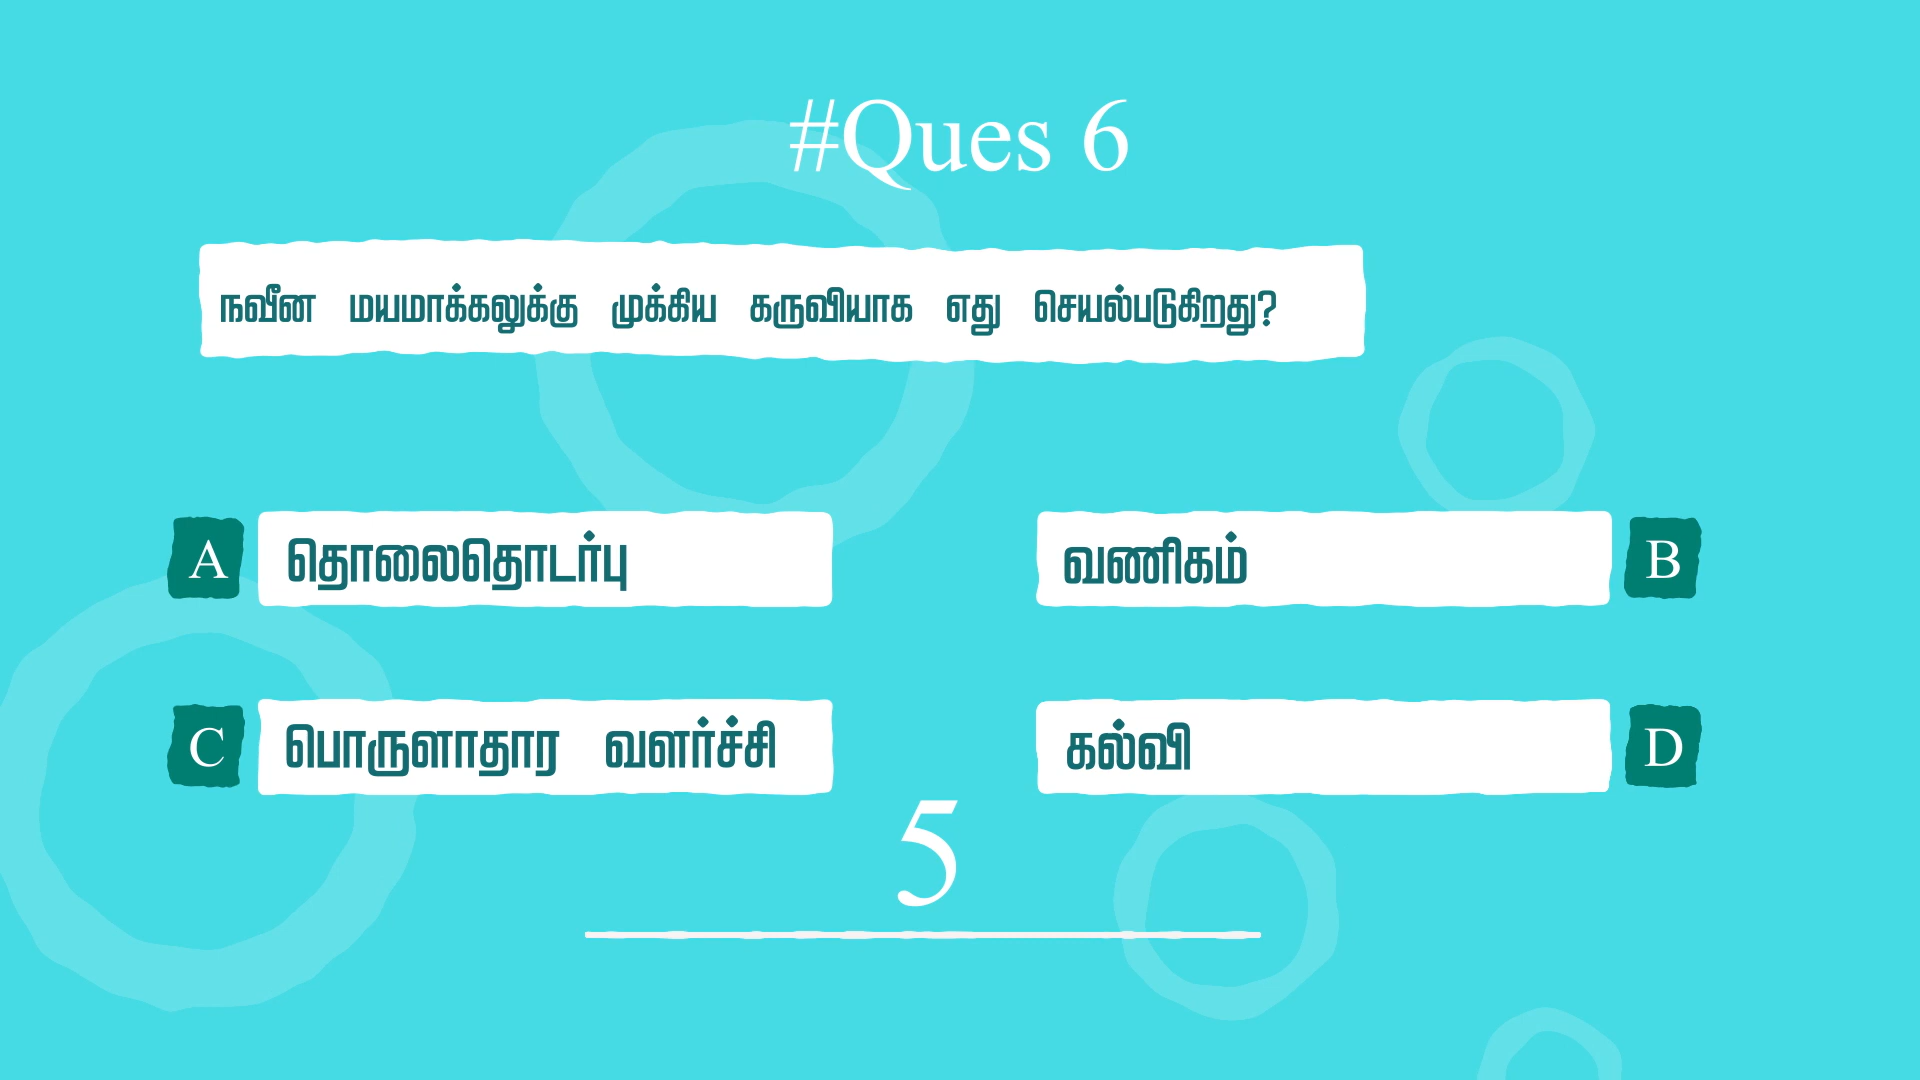 #Ques 6
நவீன மயமாக்கலுக்கு முக்கிய கருவியாக எது செயல்படுகிறது?
A தொலைதொடர்பு
வணிகம் B
C பொருளாதார வளர்ச்சி
கல்வி D
5